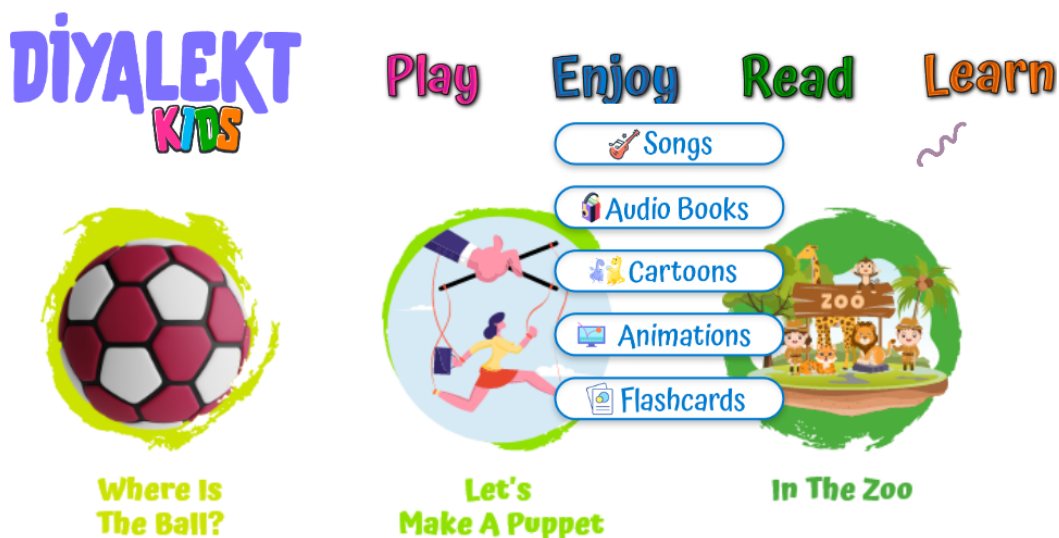 DİYALEKT
KIDS
Play
Enjoy
Read
Learn
Songs
Audio Books
Cartoons
Animations
Flashcards
ZOO
Where Is
The Ball?
Let's
Make A Puppet
In The Zoo